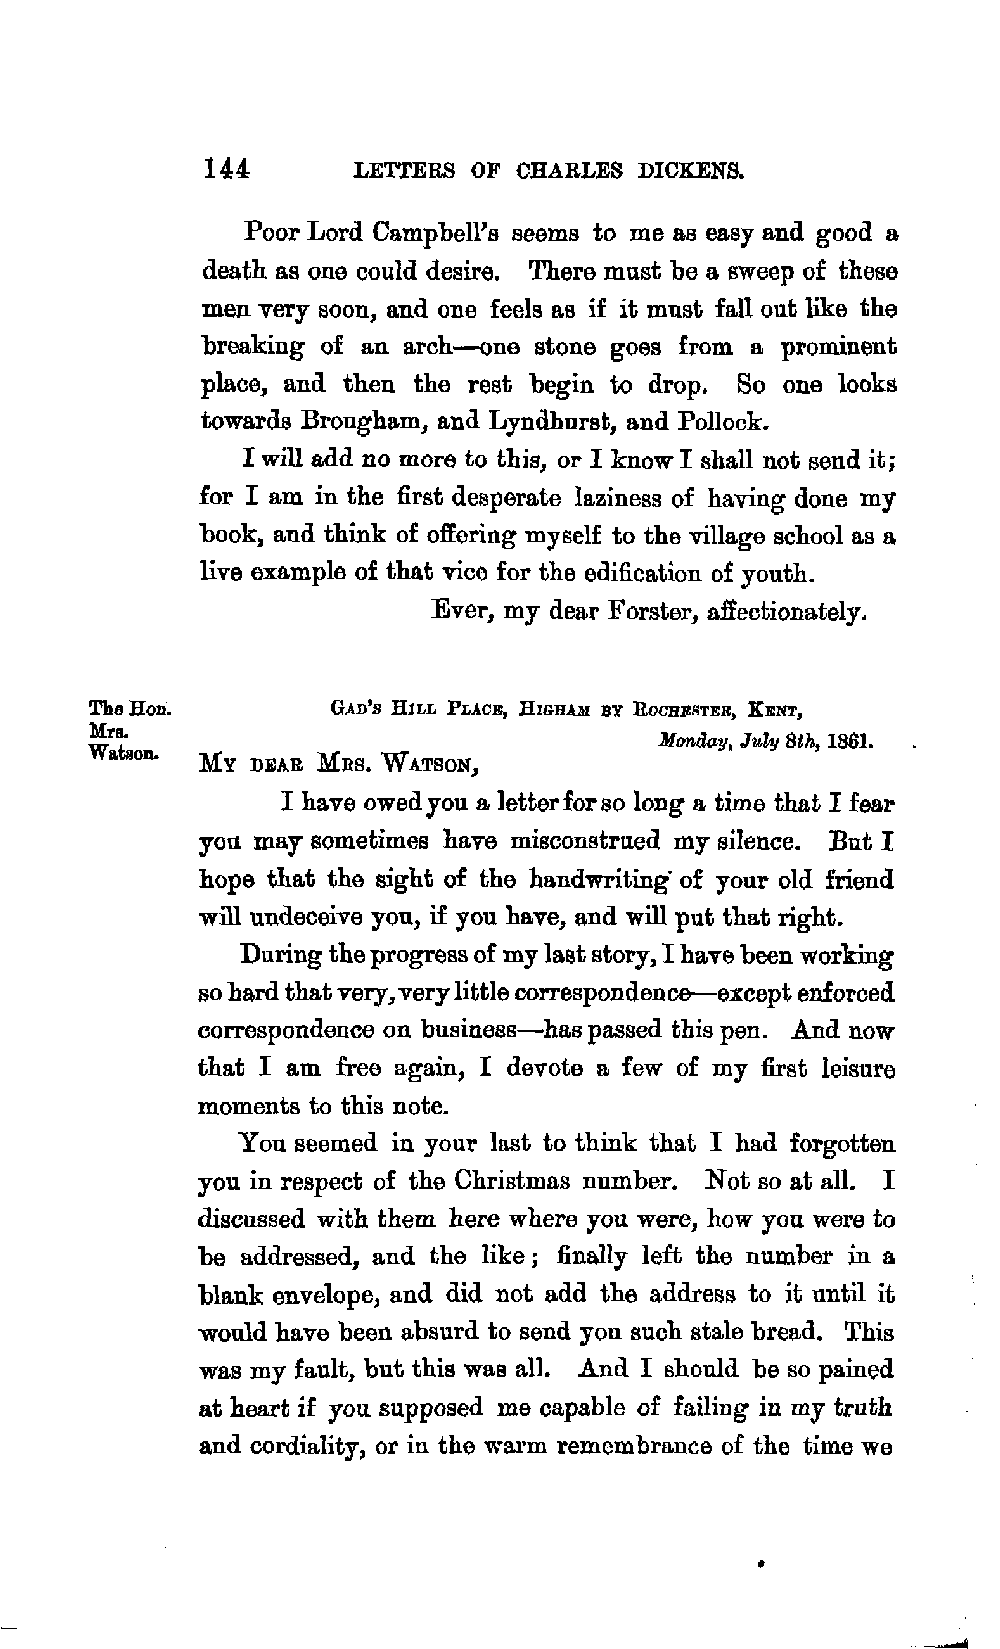 144 LETTERS OF CHARLES DICKENS.
Poor Lord Campbell's seems to me as easy and good a
death as one could desire. There must be a sweep of these
men very soon, and one feels as if it must fall out like the
breaking of an arch—one stone goes from a prominent
place, and then the rest begin to drop. So one looks
towards Brougham, and Lyndhurst, and Pollock.
I will add no more to this, or I know I shall not send it;
for I am in the first desperate laziness of having done my
book, and think of offering myself to the village school as a
live example of that vice for the edification of youth.
Ever, my dear Forster, affectionately.
The Hon.
Mrs.
Watson.
GAD'S HILL PLACE, HIGHAM BY ROCHESTER, KENT,
Monday, July 8th, 1861.
MY DEAR MRS. WATSON,
I have owed you a letter for so long a time that I fear
you may sometimes have misconstrued my silence. But I
hope that the sight of the handwriting of your old friend
will undeceive you, if you have, and will put that right.
During the progress of my last story, I have been working
so hard that very, very little correspondence—except enforced
correspondence on business—has passed this pen. And now
that I am free again, I devote a few of my first leisure
moments to this note.
You seemed in your last to think that I had forgotten
you in respect of the Christmas number. Not so at all. I
discussed with them here where you were, how you were to
be addressed, and the like; finally left the number in a
blank envelope, and did not add the address to it until it
would have been absurd to send you such stale bread. This
was my fault, but this was all. And I should be so pained
at heart if you supposed me capable of failing in my truth
and cordiality, or in the warm remembrance of the time we